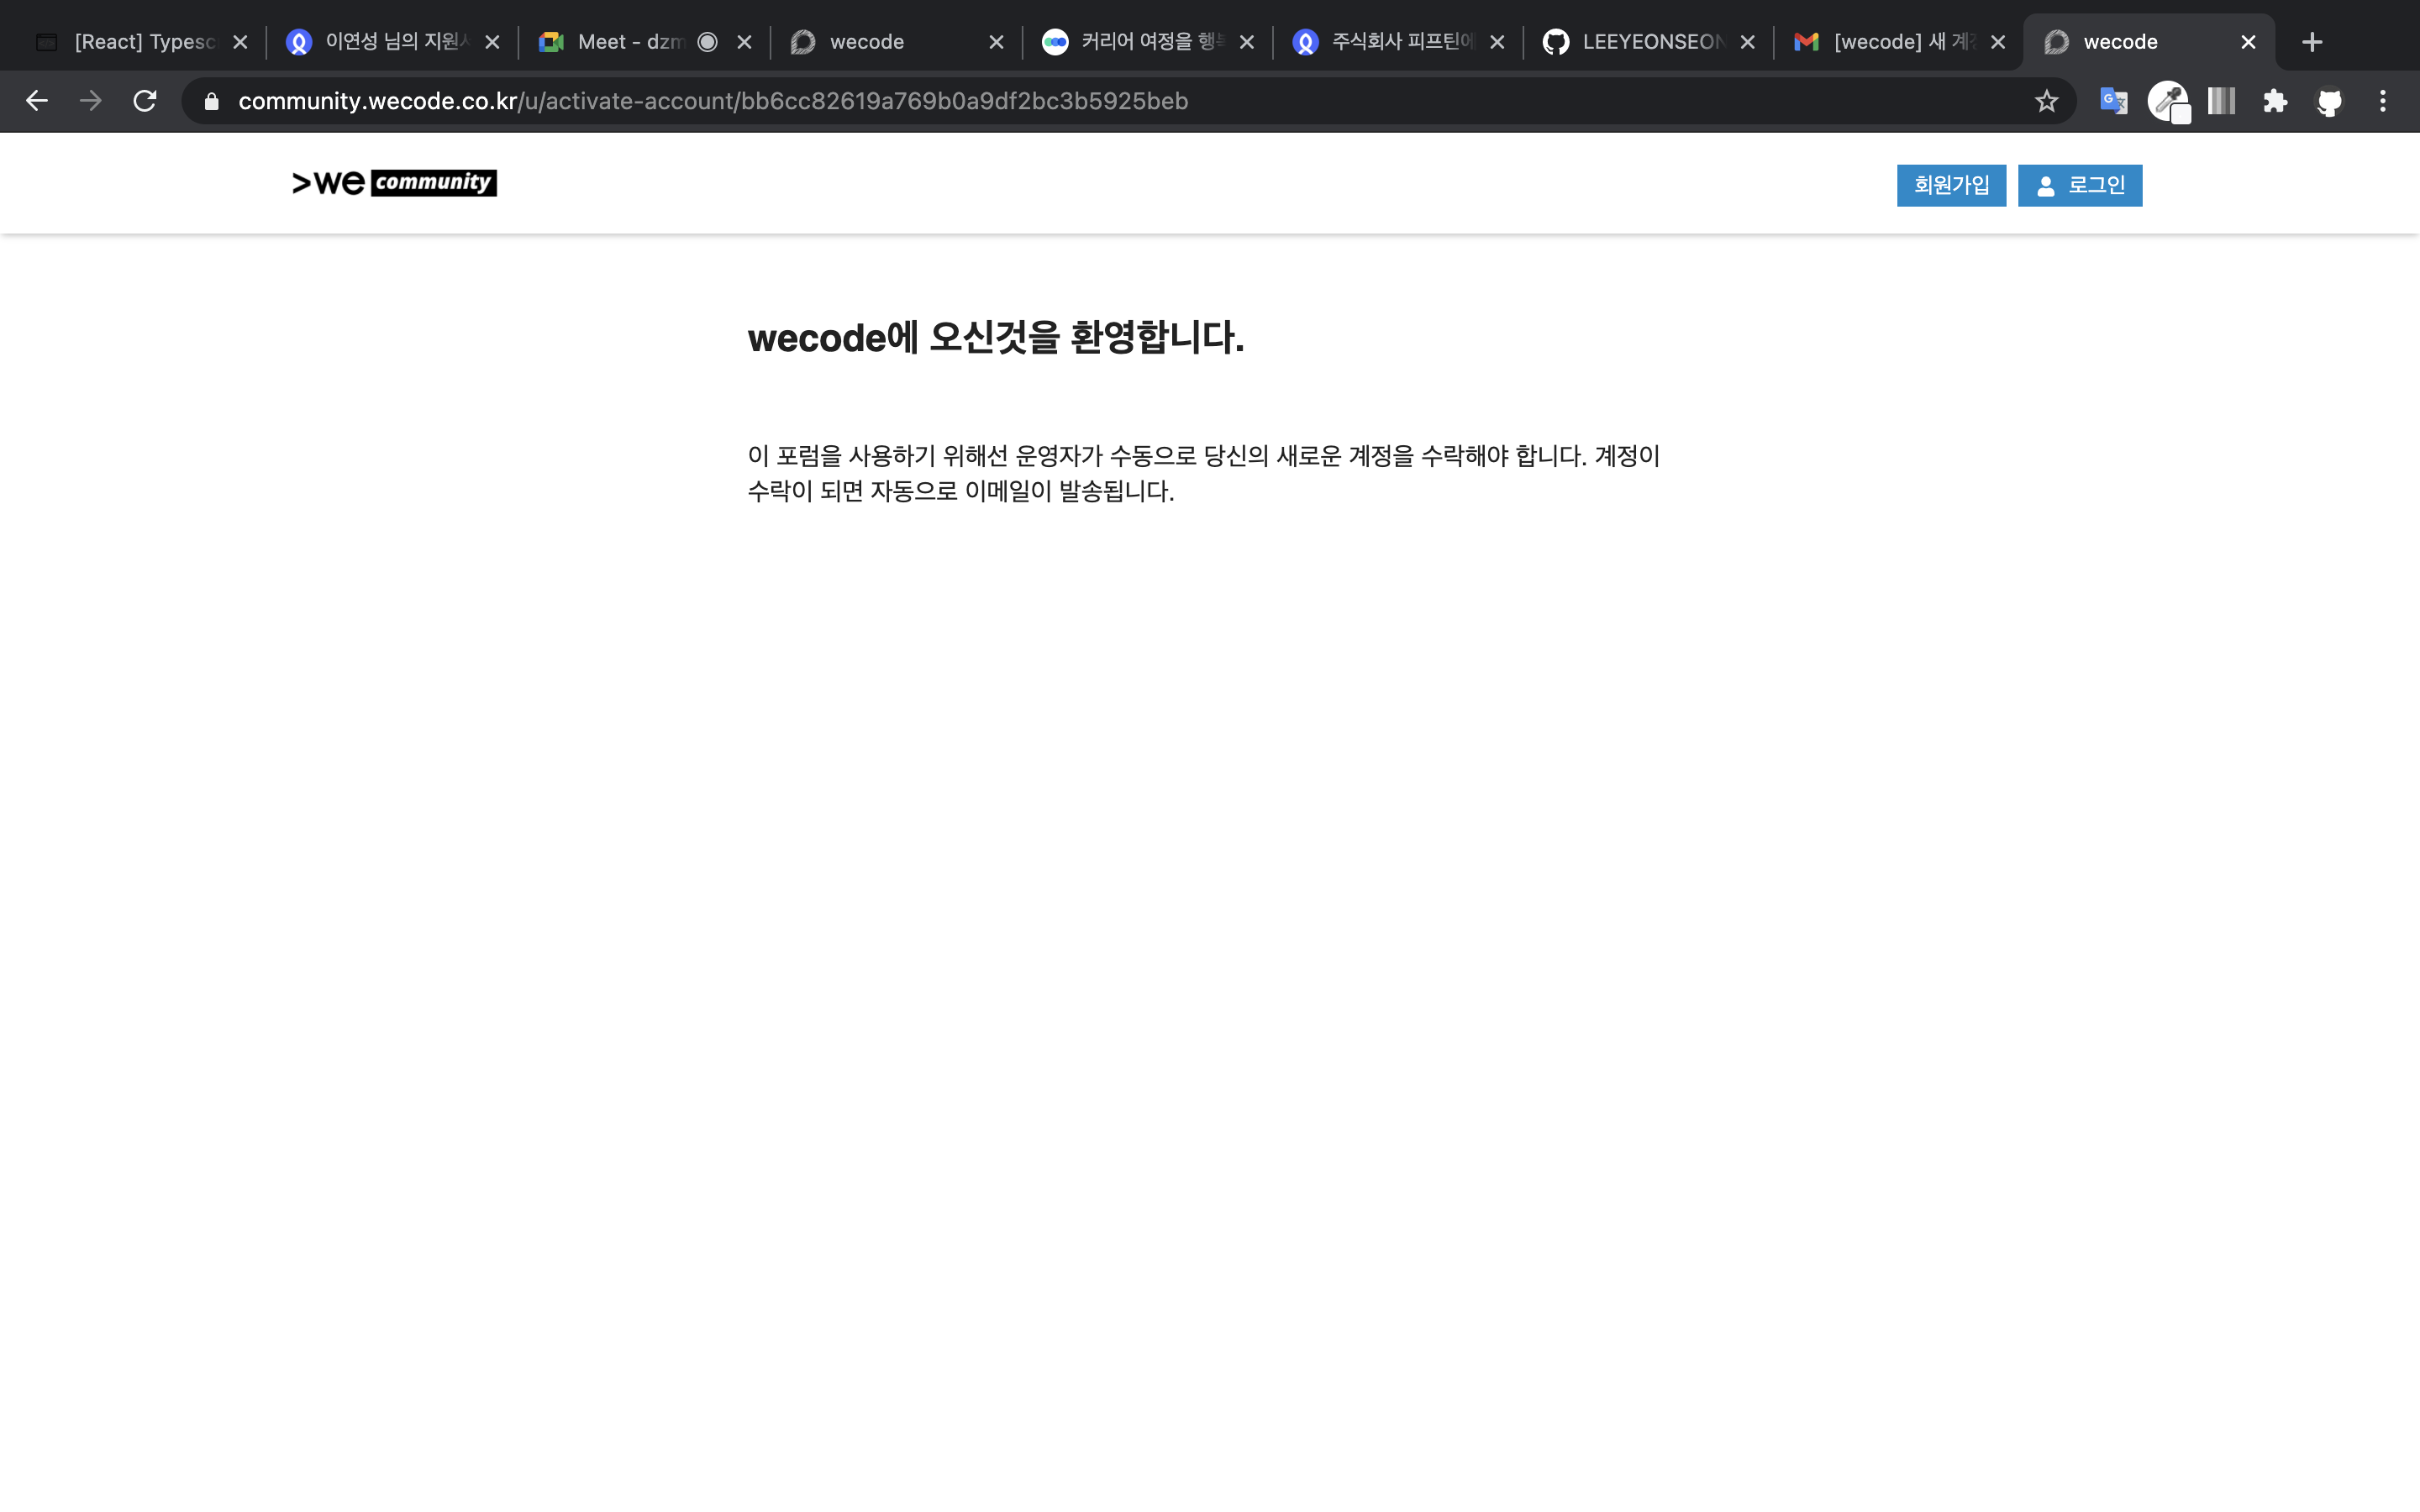 [React] Typesc
이연성 님의 지원
Meet - dzm
wecode
커리어 여정을 행
주식회사 피프틴
LEEYEONSEON
[wecode] 새
wecode
community.wecode.co.kr/u/activate-account/bb6cc82619a769b0a9df2bc3b5925beb
>we community
회원가입
로그인
wecode에 오신것을 환영합니다.
이 포럼을 사용하기 위해선 운영자가 수동으로 당신의 새로운 계정을 수락해야 합니다. 계정이
수락이 되면 자동으로 이메일이 발송됩니다.